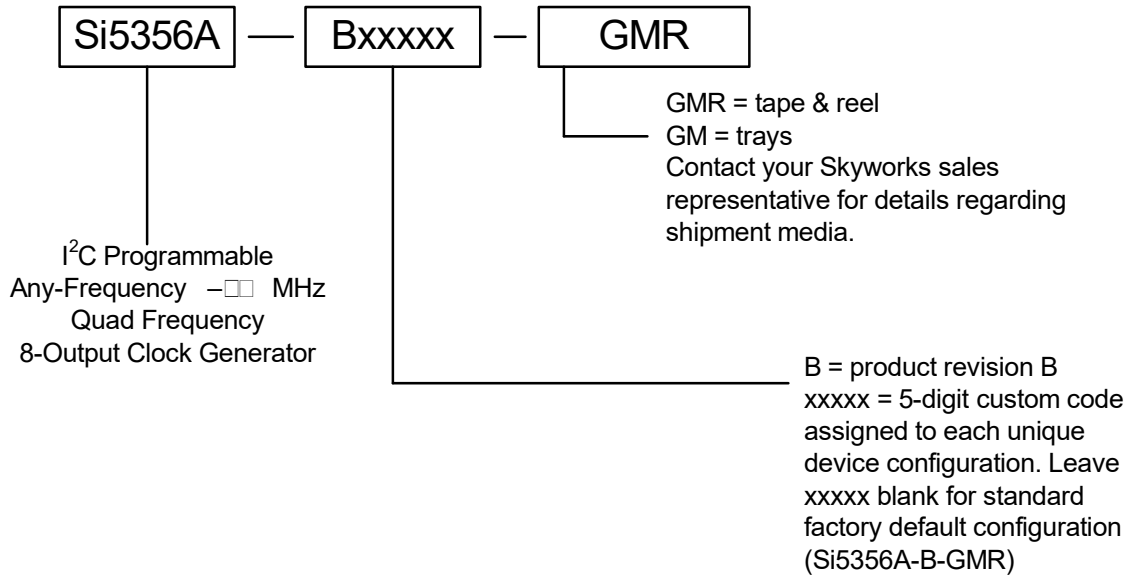 Si5356A — Bxxxxx — GMR
GMR = tape & reel
GM = trays
Contact your Skyworks sales
representative for details regarding
shipment media.
I²C Programmable
Any-Frequency –□□ MHz
Quad Frequency
8-Output Clock Generator
B = product revision B
xxxxx = 5-digit custom code
assigned to each unique
device configuration. Leave
xxxxx blank for standard
factory default configuration
(Si5356A-B-GMR)